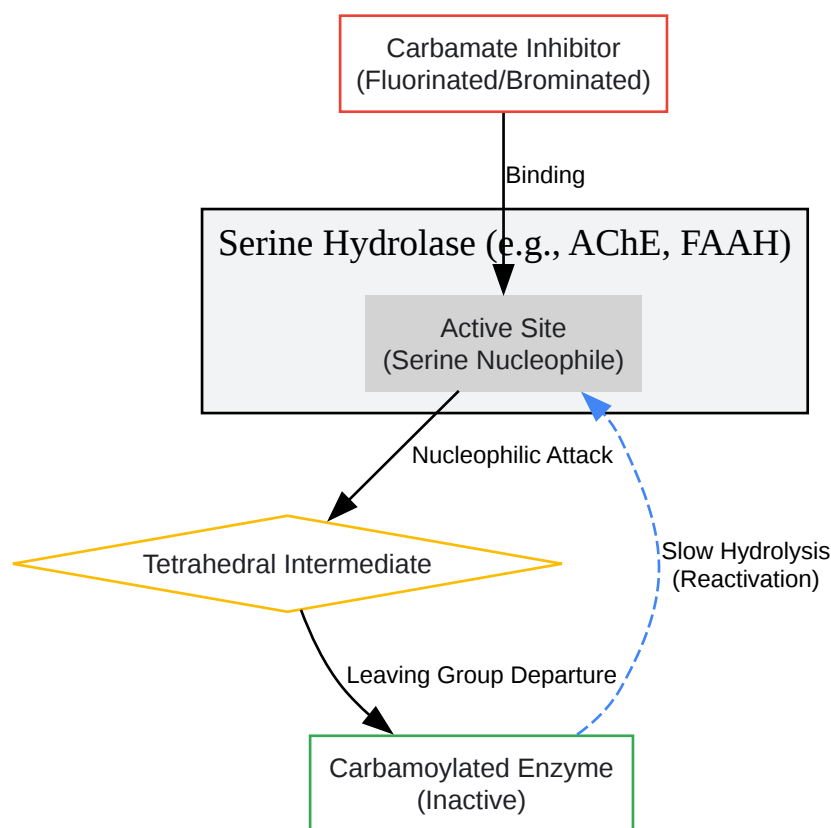 Carbamate Inhibitor
(Fluorinated/Brominated)
Binding
Serine Hydrolase (e.g., AChE, FAAH)
Active Site
(Serine Nucleophile)
Nucleophilic Attack
Slow Hydrolysis
(Reactivation)
Tetrahedral Intermediate
Leaving Group Departure
Carbamoylated Enzyme
(Inactive)